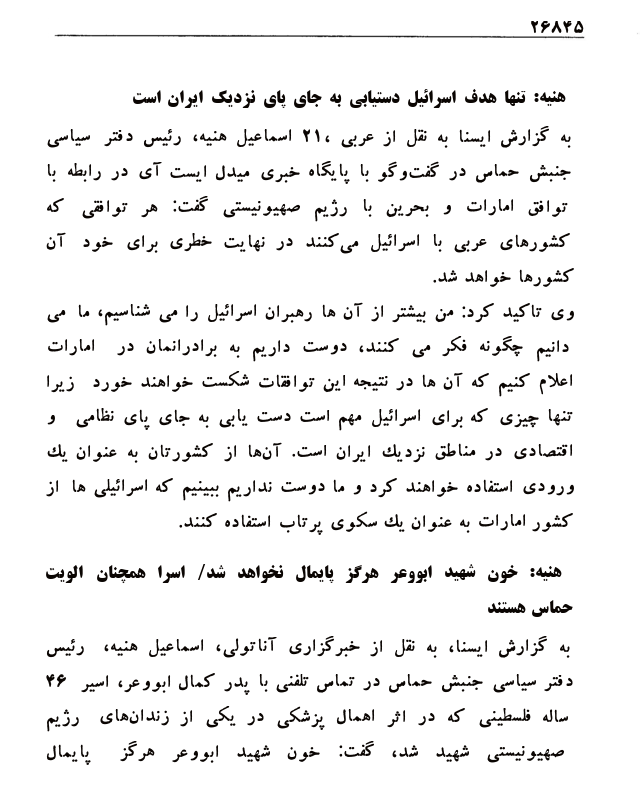 ۲۶۸۴۵
هنیه: تنها هدف اسرائیل دستیابی به جای پای نزدیک ایران است
به گزارش ایسنا به نقل از عربی ،۲۱ اسماعیل هنیه، رئیس دفتر سیاسی
جنبش حماس در گفت‌وگو با پایگاه خبری میدل ایست آی در رابطه با
توافق امارات و بحرین با رژیم صهیونیستی گفت: هر توافقی که
کشورهای عربی با اسرائیل می‌کنند در نهایت خطری برای خود آن
کشورها خواهد شد.
وی تاکید کرد: من بیشتر از آن ها رهبران اسرائیل را می شناسیم، ما می
دانیم چگونه فکر می کنند، دوست داریم به برادرانمان در امارات
اعلام کنیم که آن ها در نتیجه این توافقات شکست خواهند خورد زیرا
تنها چیزی که برای اسرائیل مهم است دست یابی به جای پای نظامی و
اقتصادی در مناطق نزدیك ایران است. آن‌ها از کشورتان به عنوان یك
ورودی استفاده خواهند کرد و ما دوست نداریم ببینیم که اسرائیلی ها از
کشور امارات به عنوان یك سکوی پرتاب استفاده کنند.
هنیه: خون شهید ابووعر هرگز پایمال نخواهد شد/ اسرا همچنان الویت
حماس هستند
به گزارش ایسنا، به نقل از خبرگزاری آناتولی، اسماعیل هنیه، رئیس
دفتر سیاسی جنبش حماس در تماس تلفنی با پدر کمال ابووعر، اسیر ۴۶
ساله فلسطینی که در اثر اهمال پزشکی در یکی از زندان‌های رژیم
صهیونیستی شهید شد، گفت: خون شهید ابووعر هرگز پایمال